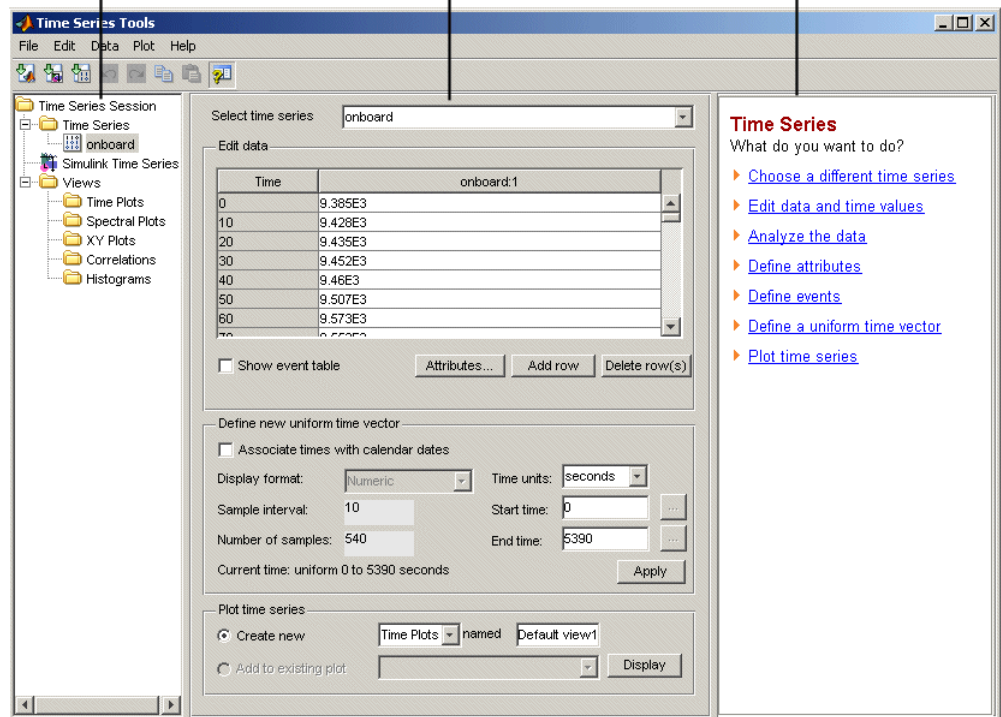 Time Series Tools
File Edit Data Plot Help
Time Series Session
Time Series
onboard
Simulink Time Series
Views
Time Plots
Spectral Plots
XY Plots
Correlations
Histograms
Select time series onboard
Edit data
Time onboard:1
0 9.385E3
10 9.428E3
20 9.435E3
30 9.452E3
40 9.46E3
50 9.507E3
60 9.573E3
Show event table Attributes... Add row Delete row(s)
Define new uniform time vector
Associate times with calendar dates
Display format: Numeric Time units: seconds
Sample interval: 10 Start time: 0 ...
Number of samples: 540 End time: 5390 ...
Current time: uniform 0 to 5390 seconds Apply
Plot time series
Create new Time Plots named Default view1
Add to existing plot Display
Time Series
What do you want to do?
Choose a different time series
Edit data and time values
Analyze the data
Define attributes
Define events
Define a uniform time vector
Plot time series